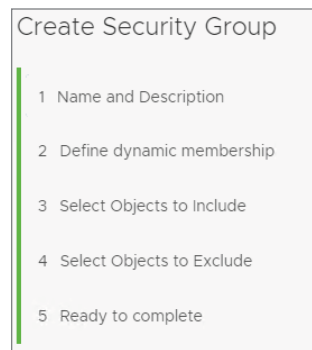 Create Security Group
1 Name and Description
2 Define dynamic membership
3 Select Objects to Include
4 Select Objects to Exclude
5 Ready to complete